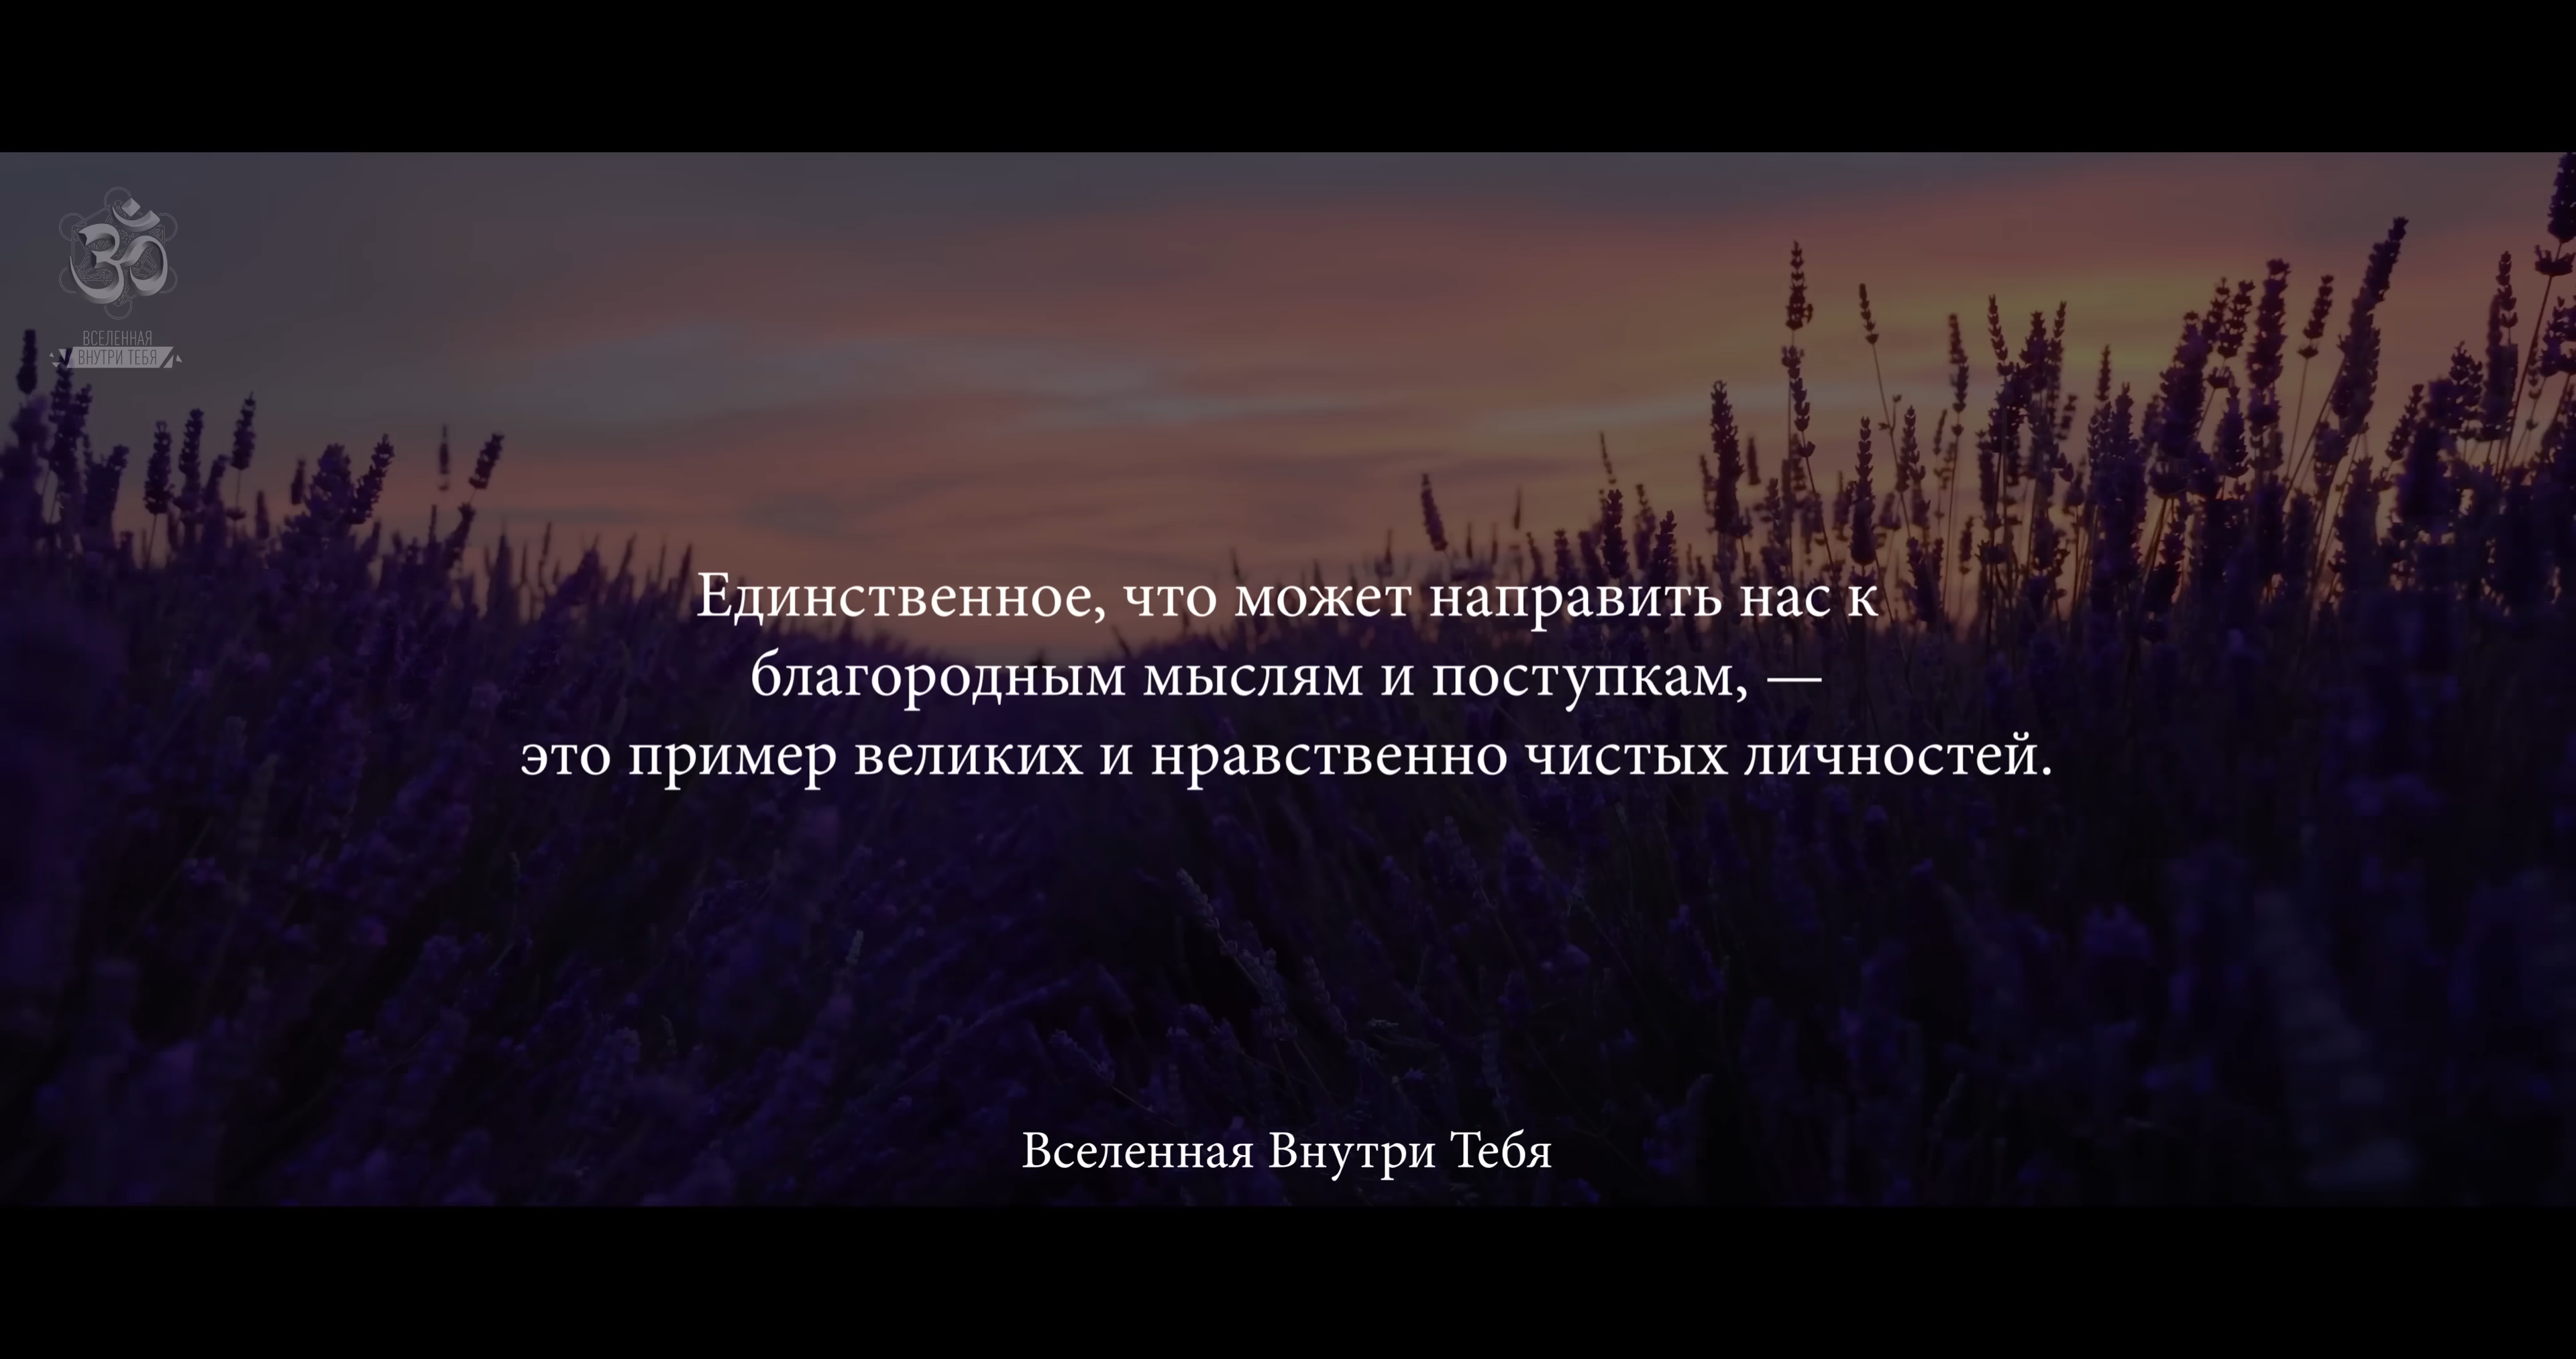 ВСЕЛЕННАЯ
ВНУТРИ ТЕБЯ
Единственное, что может направить нас к
благородным мыслям и поступкам, —
это пример великих и нравственно чистых личностей.
Вселенная Внутри Тебя